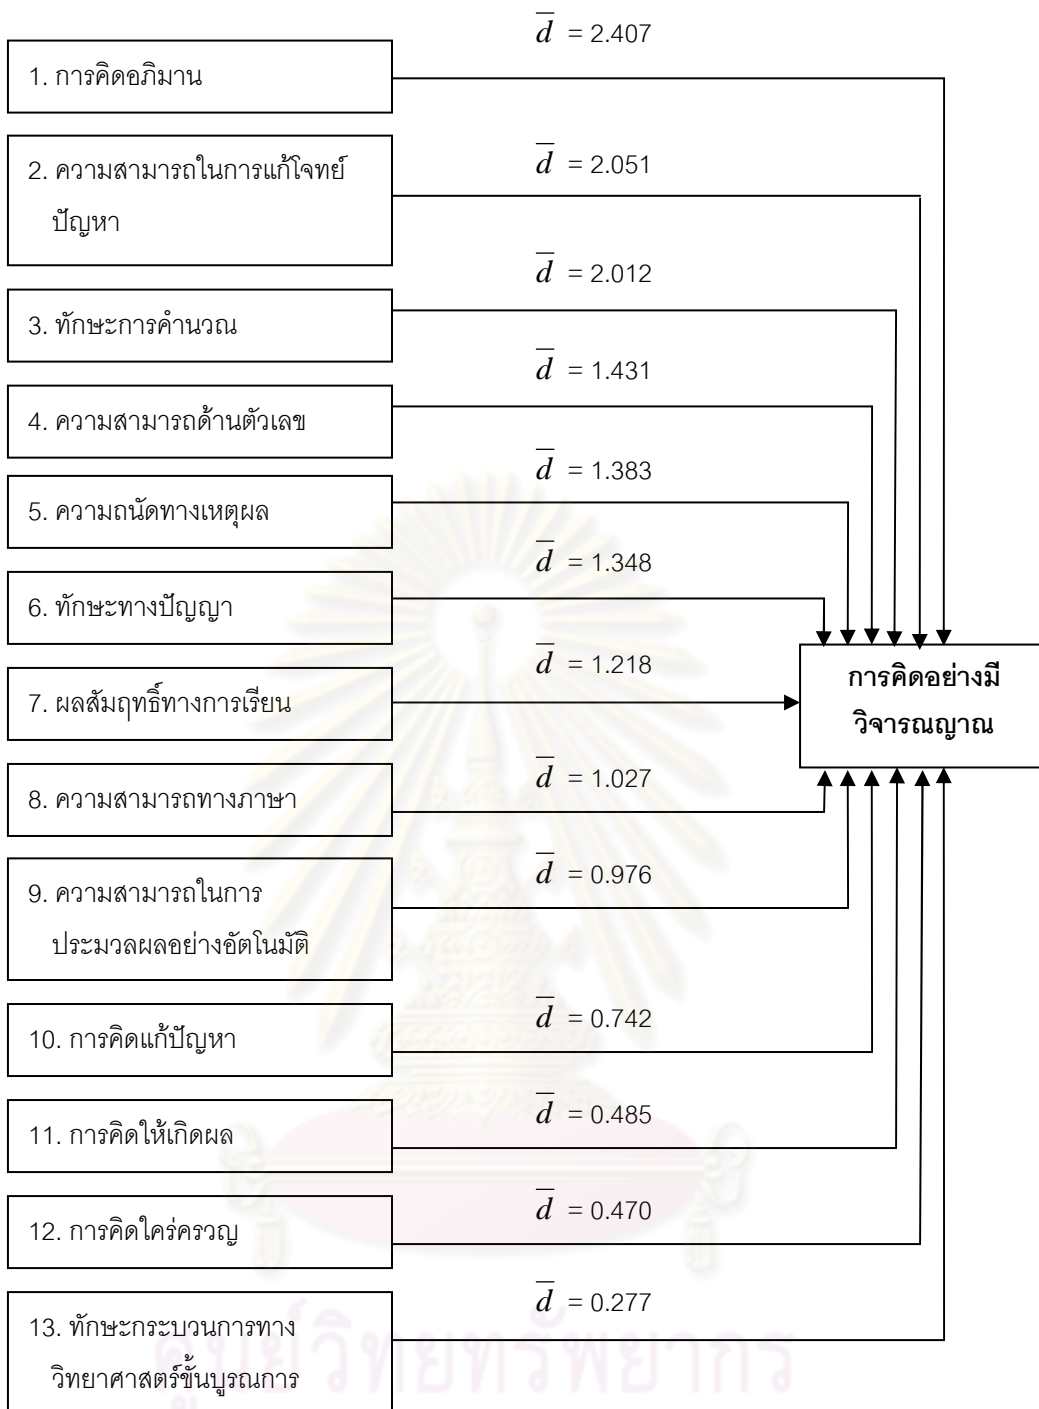 d̅ = 2.407
1. การคิดอภิมาน
2. ความสามารถในการแก้โจทย์
ปัญหา
d̅ = 2.051
d̅ = 2.012
3. ทักษะการคำนวณ
d̅ = 1.431
4. ความสามารถด้านตัวเลข
d̅ = 1.383
5. ความถนัดทางเหตุผล
d̅ = 1.348
6. ทักษะทางปัญญา
d̅ = 1.218
7. ผลสัมฤทธิ์ทางการเรียน
การคิดอย่างมี
วิจารณญาณ
d̅ = 1.027
8. ความสามารถทางภาษา
d̅ = 0.976
9. ความสามารถในการ
ประมวลผลอย่างอัตโนมัติ
d̅ = 0.742
10. การคิดแก้ปัญหา
d̅ = 0.485
11. การคิดให้เกิดผล
d̅ = 0.470
12. การคิดใคร่ครวญ
d̅ = 0.277
13. ทักษะกระบวนการทาง
วิทยาศาสตร์ขั้นบูรณการ
ศูนย์วิทยทรัพยากร